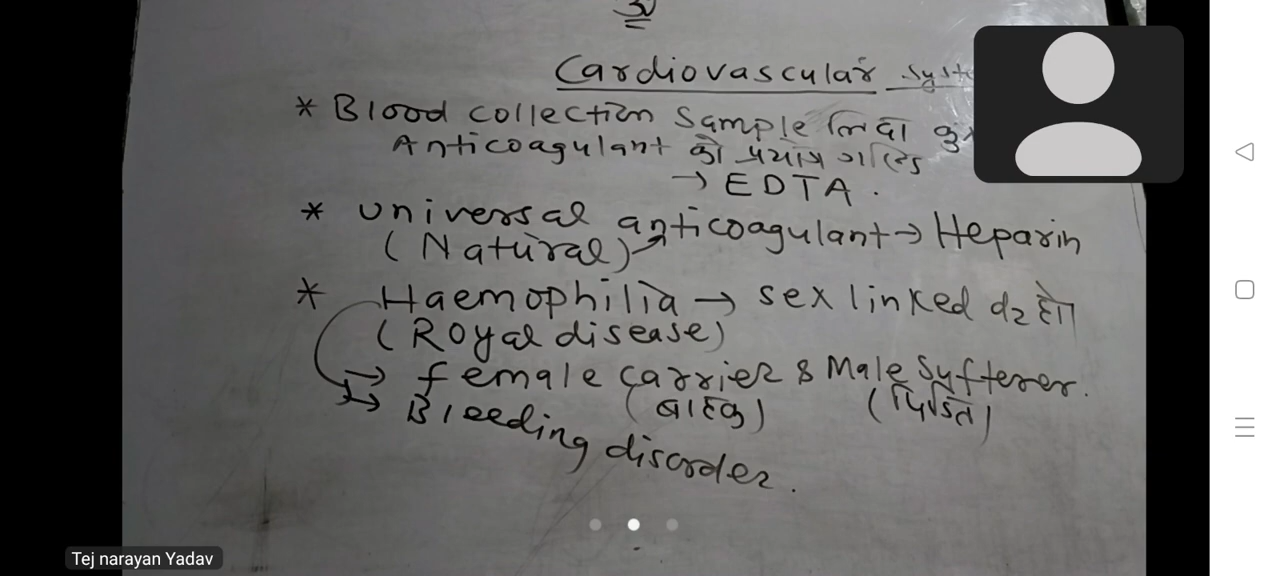 Cardiovascular Syst
* Blood collection Sample लिदा कु
Anticoagulant को प्रयोग गरिन्छ
→ EDTA.
* Universal anticoagulant → Heparin
(Natural)
* Haemophilia → sex linked dz हो
(Royal disease)
→ female carrier & Male Sufferer.
(बाहक) (पिडित)
→ Bleeding disorder.
Tej narayan Yadav